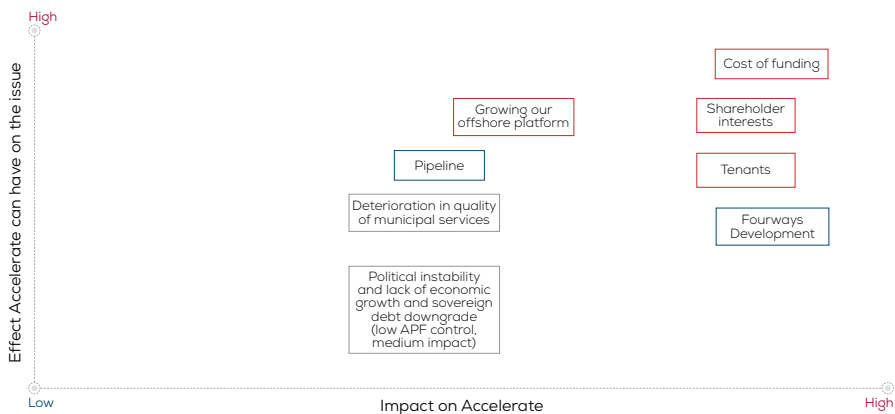 High
Effect Accelerate can have on the issue
Cost of funding
Growing our
offshore platform
Shareholder
interests
Pipeline
Tenants
Deterioration in quality
of municipal services
Fourways
Development
Political instability
and lack of economic
growth and sovereign
debt downgrade
(low APF control,
medium impact)
Low
Impact on Accelerate
High